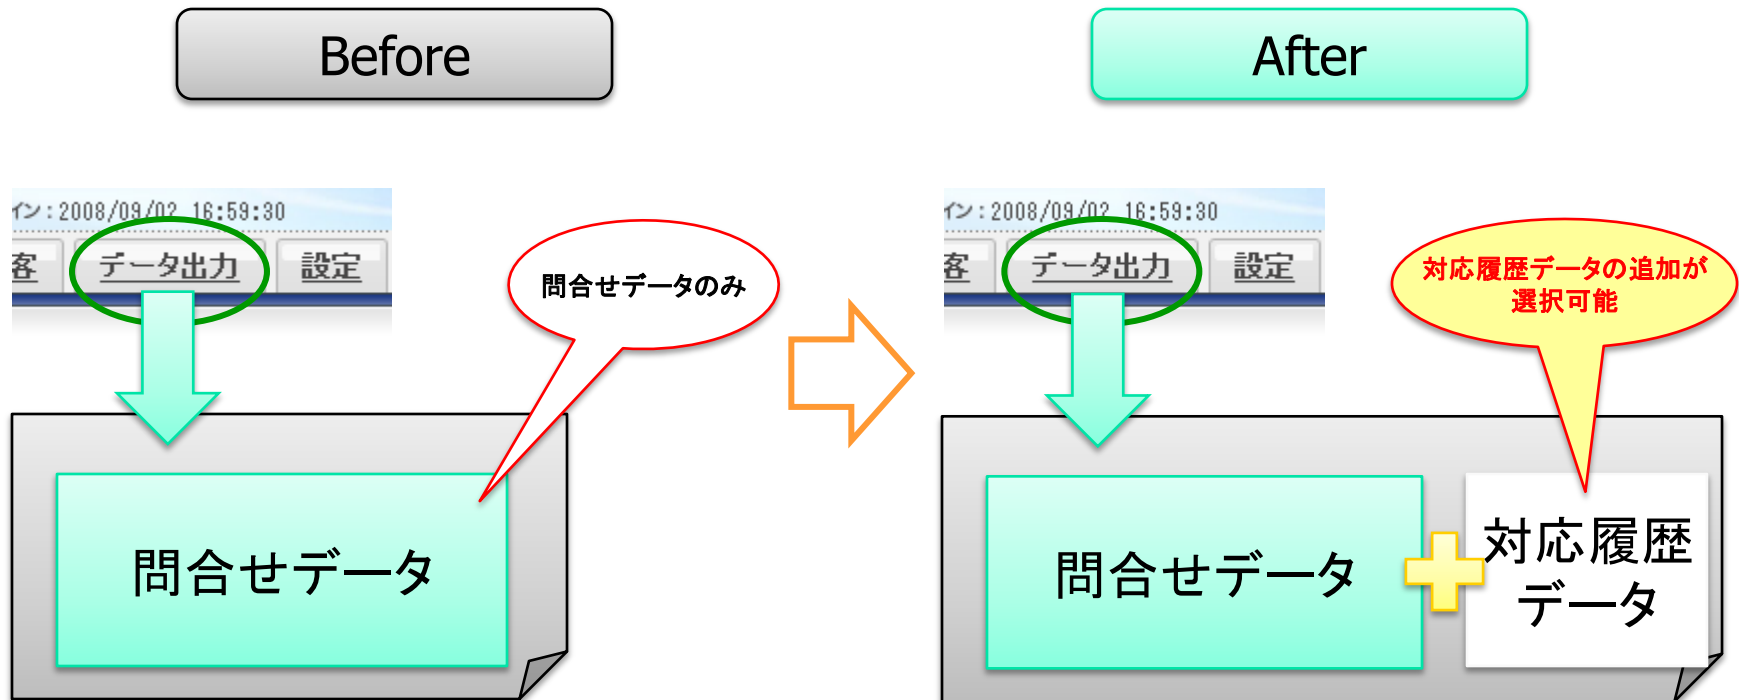 Before
イン:2008/09/02 16:59:30
客 データ出力 設定
問合せデータのみ
問合せデータ
After
イン:2008/09/02 16:59:30
客 データ出力 設定
対応履歴データの追加が
選択可能
問合せデータ
対応履歴
データ